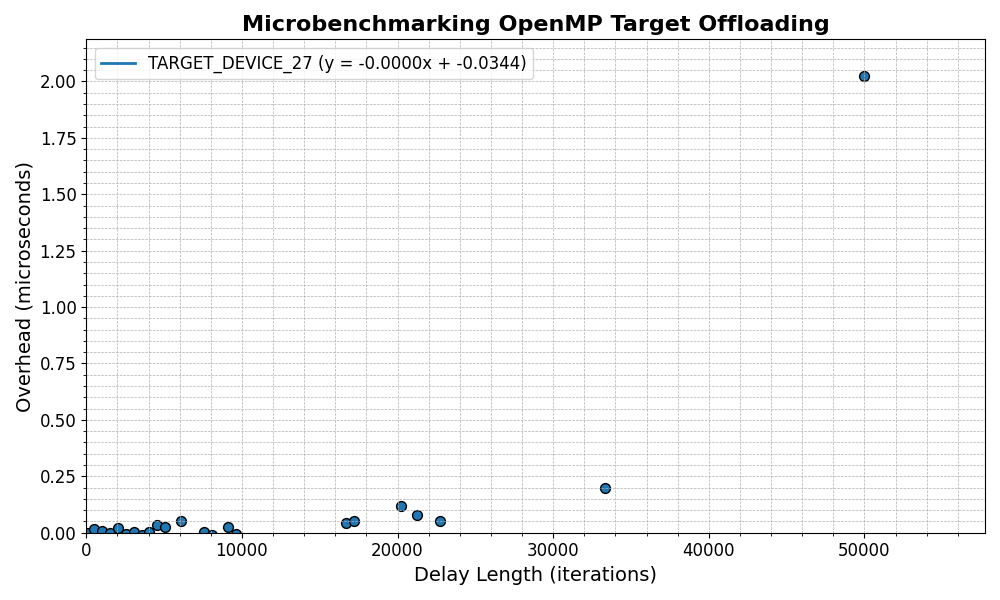 Microbenchmarking OpenMP Target Offloading
TARGET_DEVICE_27 (y = -0.0000x + -0.0344)
Overhead (microseconds)
2.00
1.75
1.50
1.25
1.00
0.75
0.50
0.25
0.00
0 10000 20000 30000 40000 50000
Delay Length (iterations)